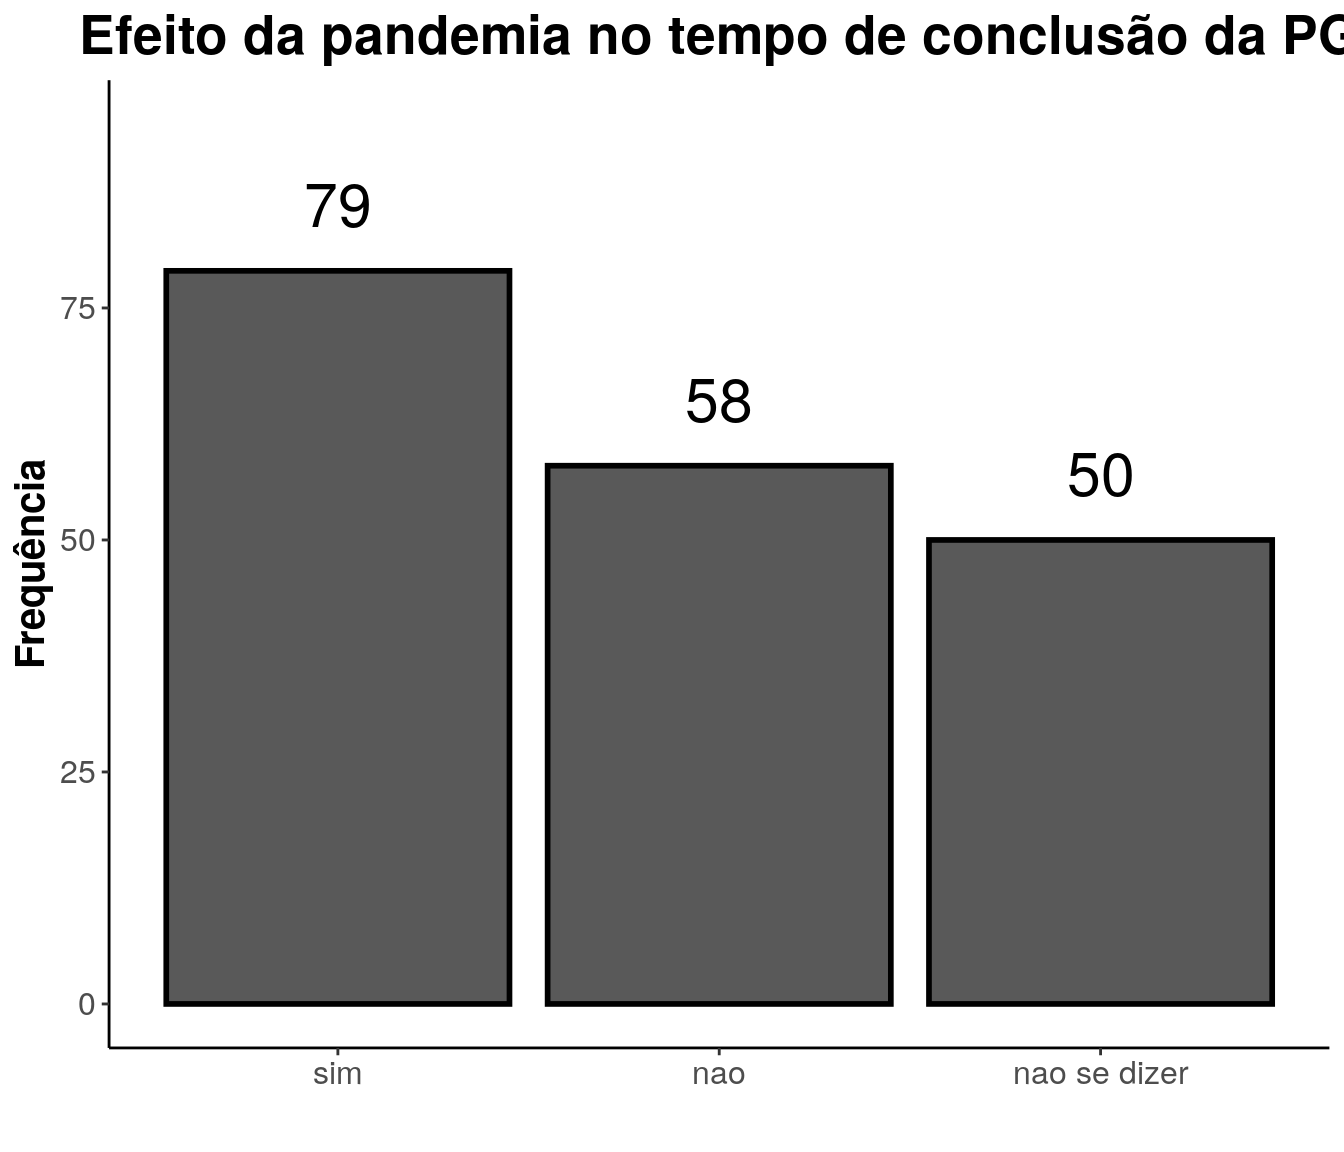 Efeito da pandemia no tempo de conclusão da PG
79
58
50
Frequência
75
50
25
0
sim
nao
nao se dizer